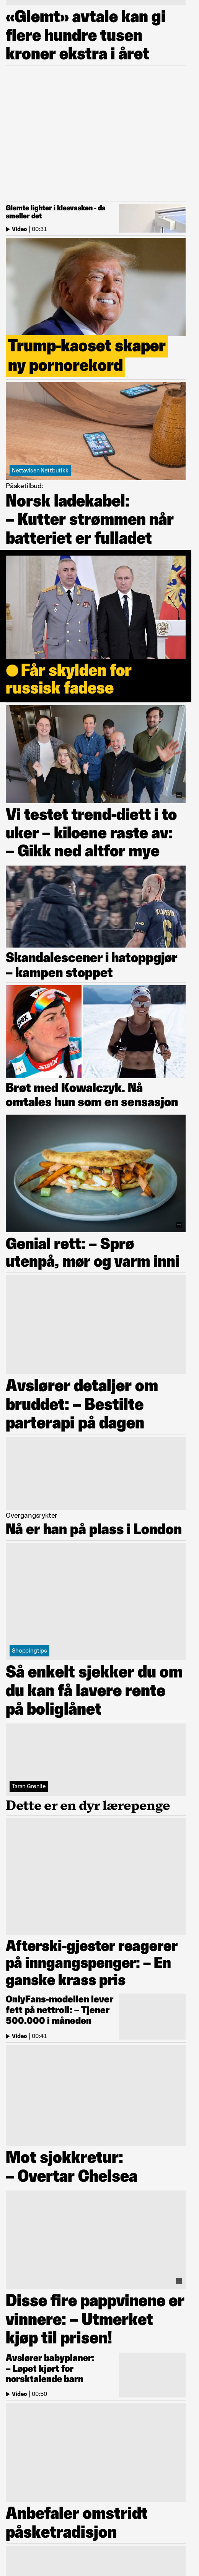 «Glemt» avtale kan gi
flere hundre tusen
kroner ekstra i året
Glemte lighter i klesvasken - da
smeller det
Video | 00:31
Trump-kaoset skaper
ny pornorekord
Nettavisen Nettbutikk
Påsketilbud:
Norsk ladekabel:
– Kutter strømmen når
batteriet er fulladet
Får skylden for
russisk fadese
Vi testet trend-diett i to
uker – kiloene raste av:
– Gikk ned altfor mye
Skandalescener i hatoppgjør
– kampen stoppet
Brøt med Kowalczyk. Nå
omtales hun som en sensasjon
Genial rett: – Sprø
utenpå, mør og varm inni
Avslører detaljer om
bruddet: – Bestilte
parterapi på dagen
Overgangsrykter
Nå er han på plass i London
Shoppingtips
Så enkelt sjekker du om
du kan få lavere rente
på boliglånet
Taran Grønlie
Dette er en dyr lærepenge
Afterski-gjester reagerer
på inngangspenger: – En
ganske krass pris
OnlyFans-modellen lever
fett på nettroll: – Tjener
500.000 i måneden
Video | 00:41
Mot sjokkretur:
– Overtar Chelsea
Disse fire pappvinene er
vinnere: – Utmerket
kjøp til prisen!
Avslører babyplaner:
– Løpet kjørt for
norsktalende barn
Video | 00:50
Anbefaler omstridt
påsketradisjon